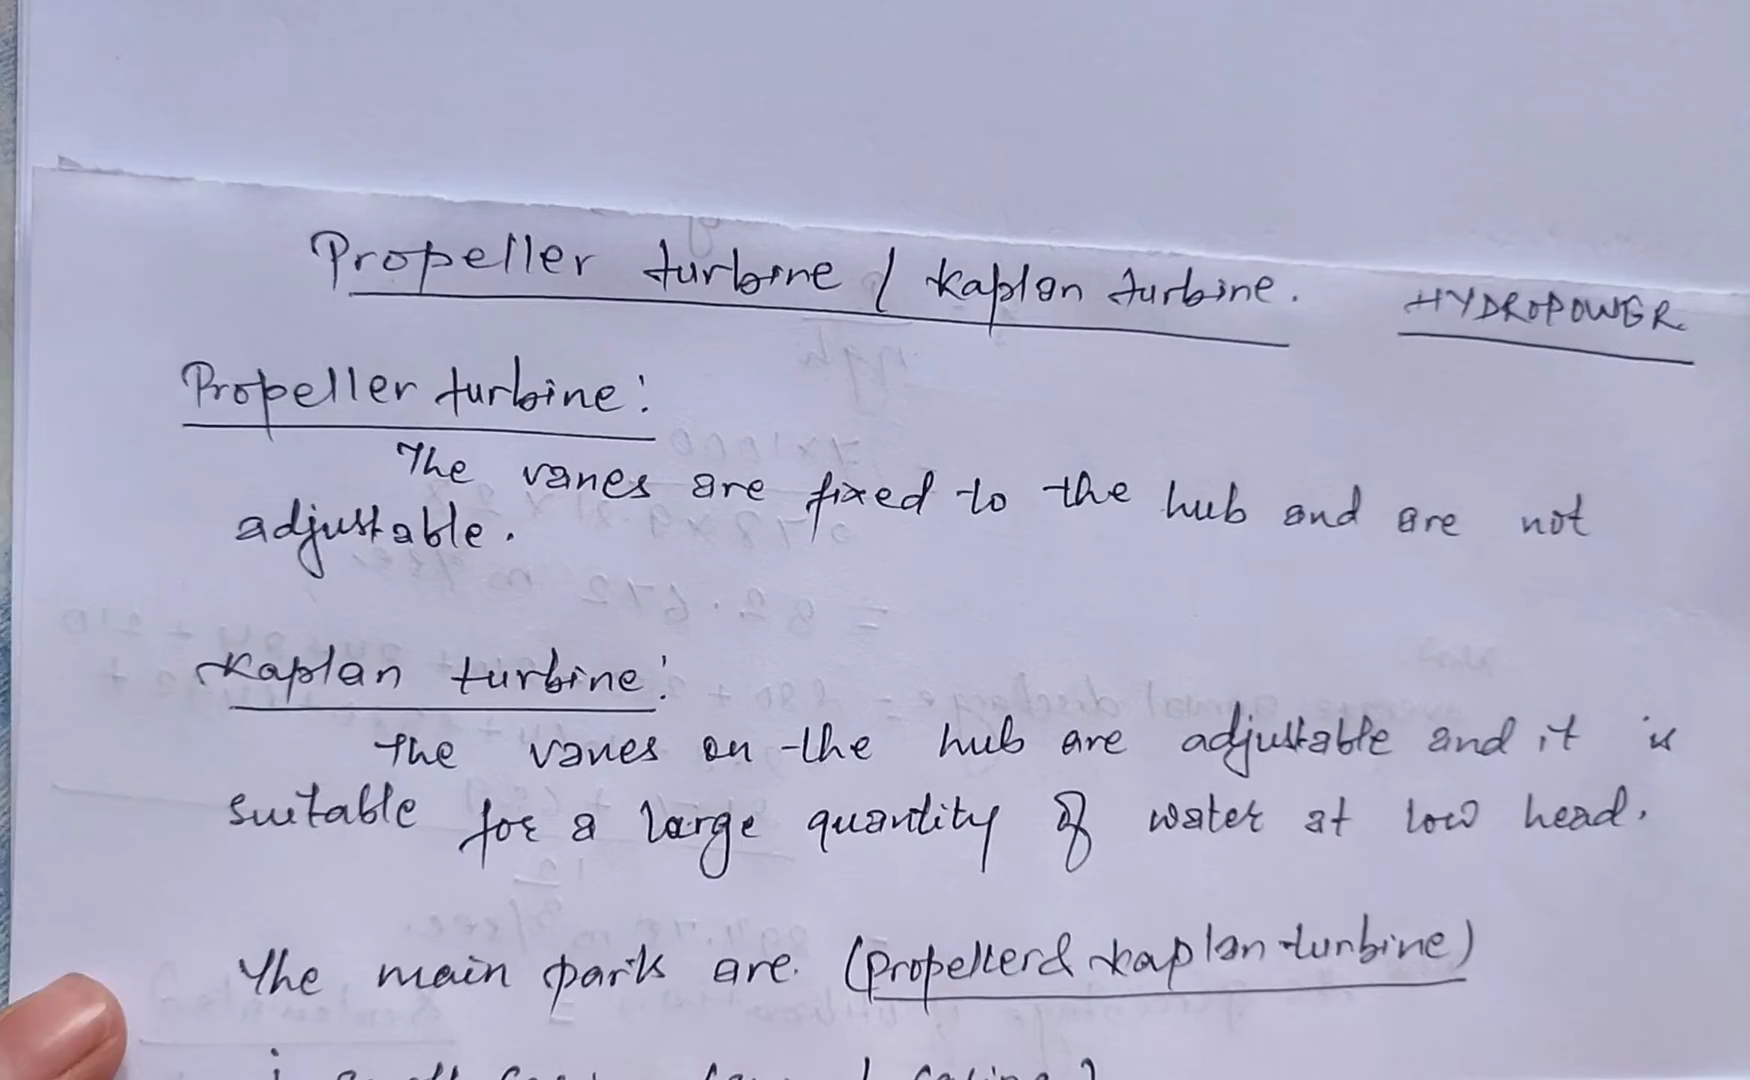 Propeller turbine / Kaplan turbine.
HYDROPOWER
Propeller turbine:
The vanes are fixed to the hub and are not
adjustable.
Kaplan turbine:
The vanes on the hub are adjustable and it is
suitable for a large quantity of water at low head.
The main parts are (propeller & kaplan turbine)